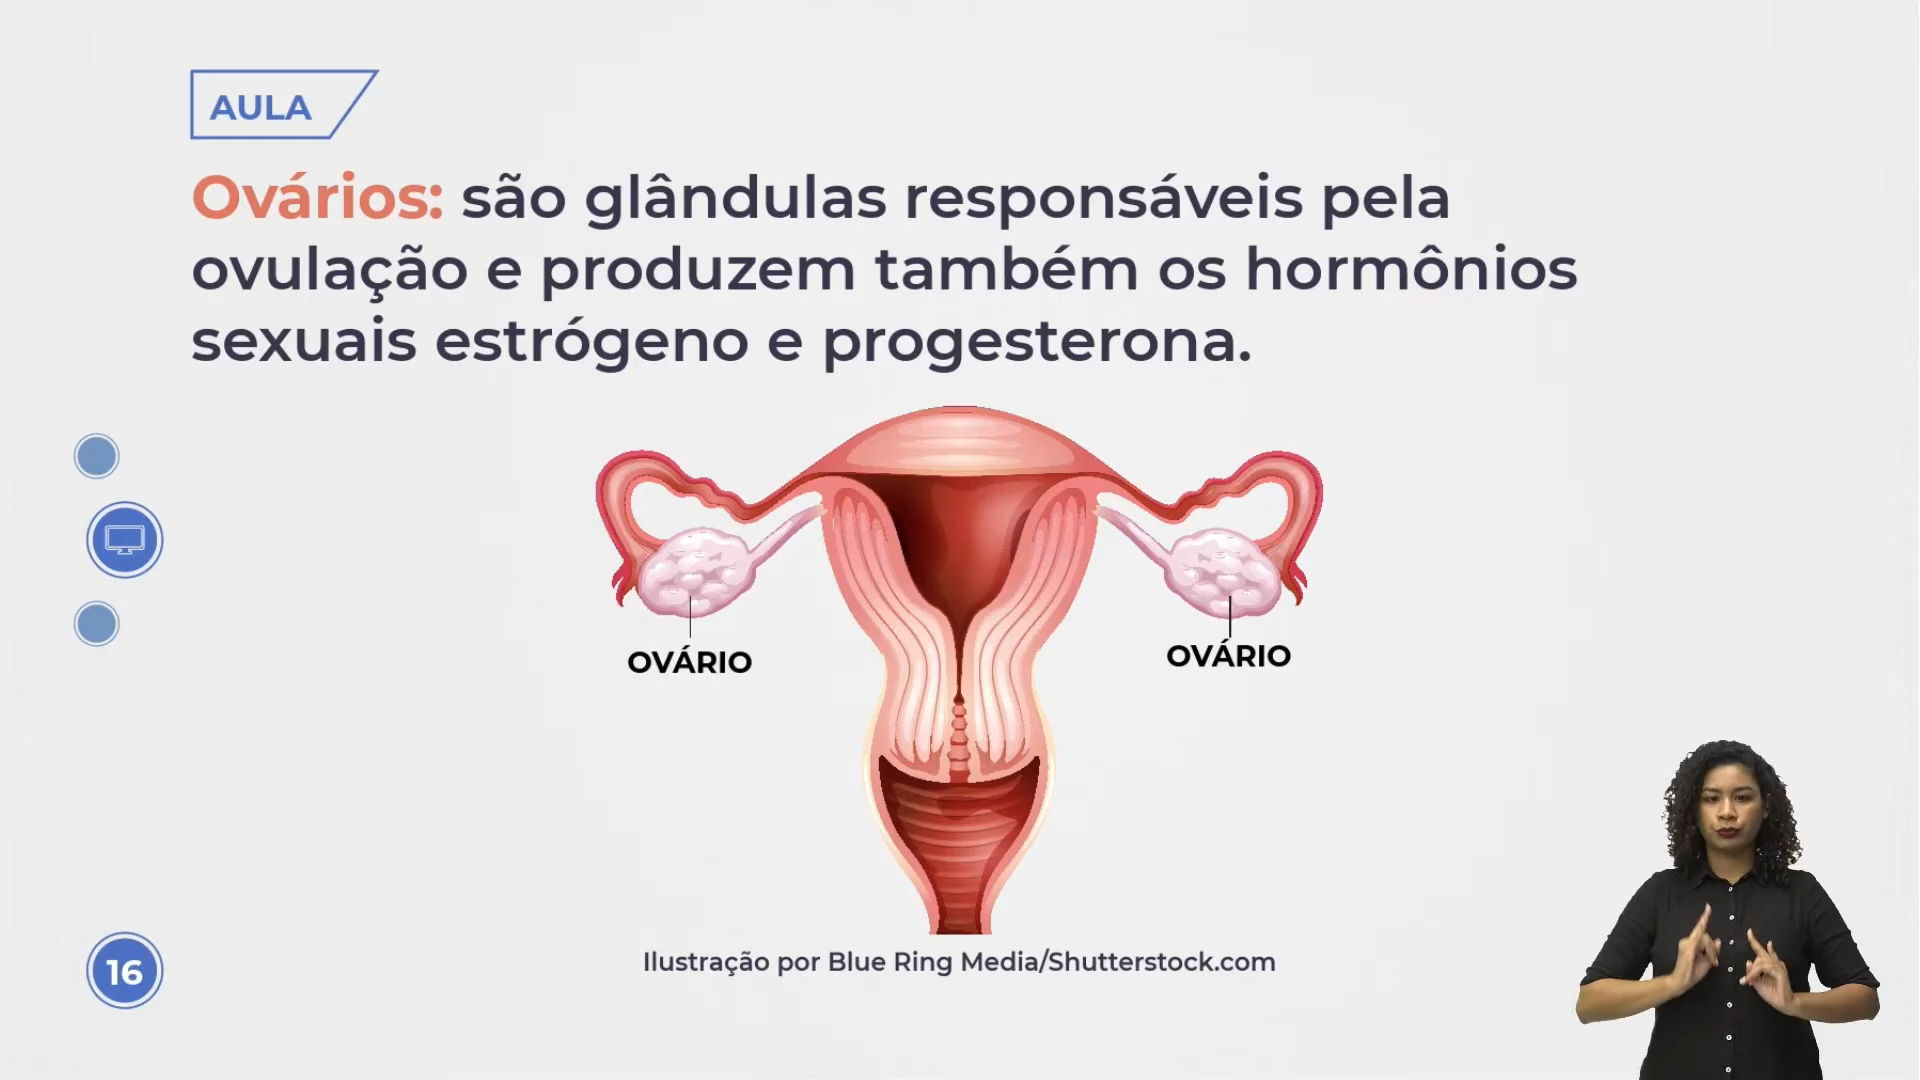 AULA
Ovários: são glândulas responsáveis pela
ovulação e produzem também os hormônios
sexuais estrógeno e progesterona.
OVÁRIO
OVÁRIO
Ilustração por Blue Ring Media/Shutterstock.com
16